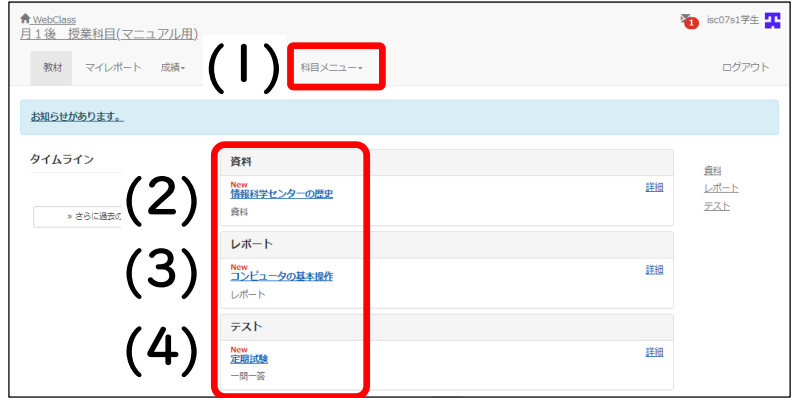 WebClass
1 isc07s1学生
月1後 授業科目(マニュアル用)
教材 マイレポート 成績 (1) 科目メニュー ログアウト
お知らせがあります。
タイムライン
» さらに過去の
資料
(2)
New
情報科学センターの歴史 詳細
資料
レポート
(3)
New
コンピュータの基本操作 詳細
レポート
テスト
(4)
New
定期試験 詳細
一問一答
資料
レポート
テスト